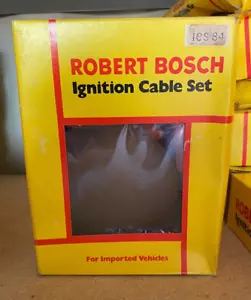 ICS 84
ROBERT BOSCH
Ignition Cable Set
For Imported Vehicles